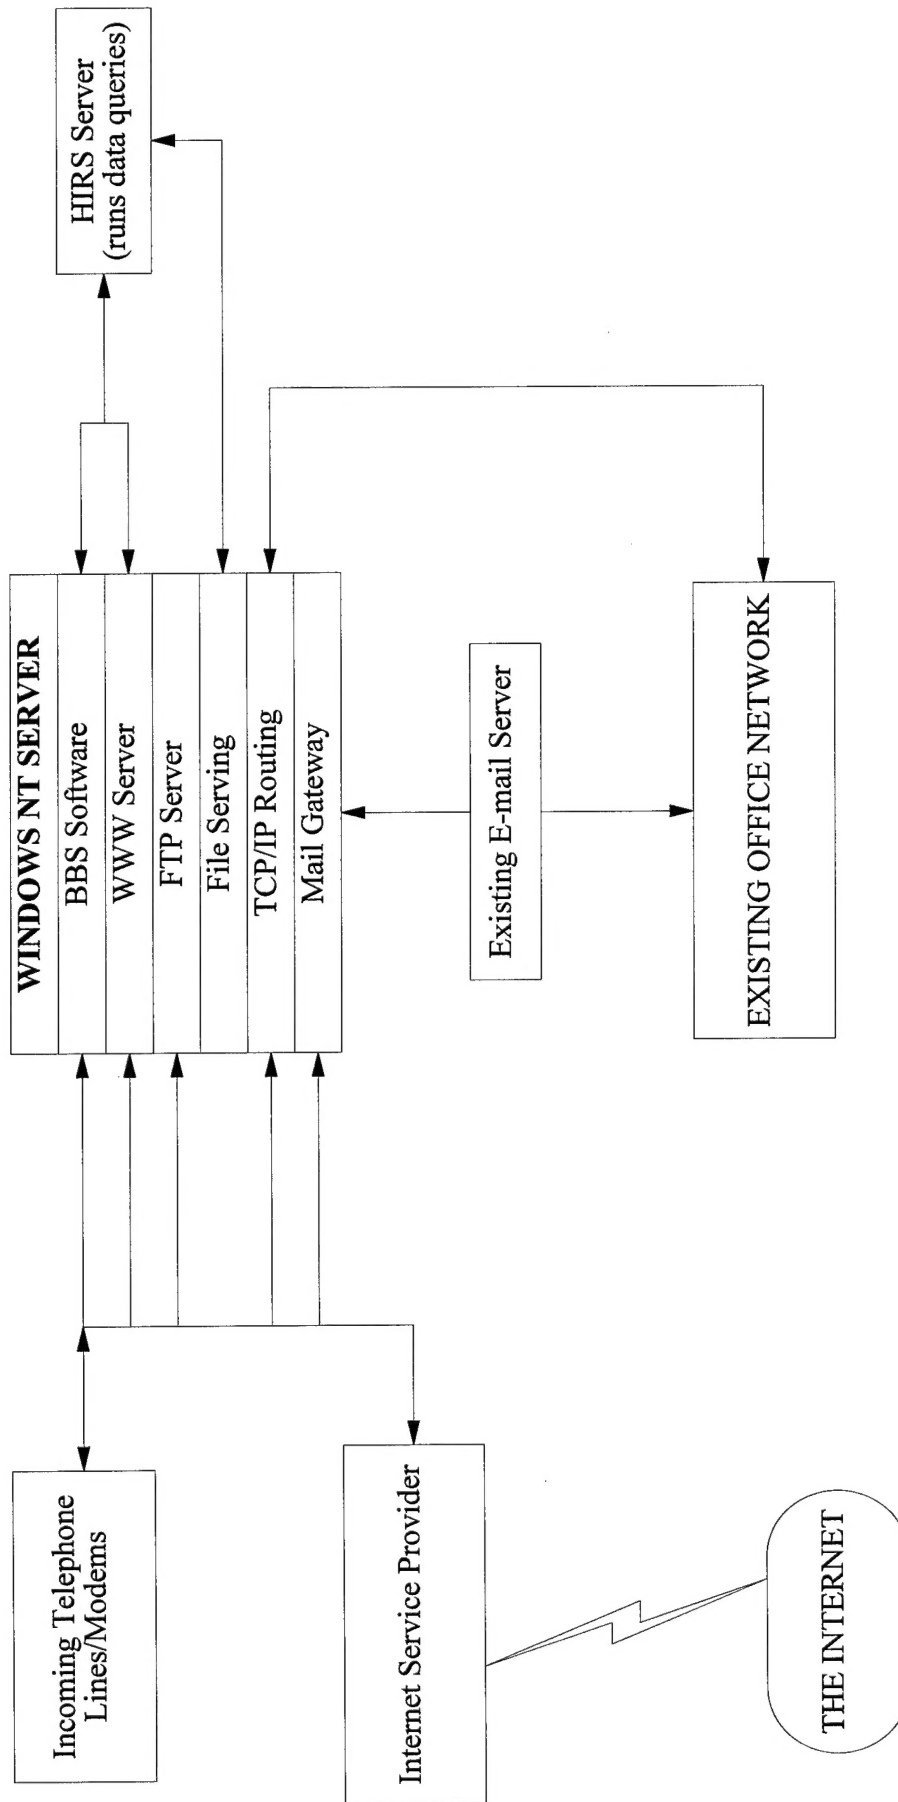 Incoming Telephone
Lines/Modems
Internet Service Provider
THE INTERNET
WINDOWS NT SERVER
BBS Software
WWW Server
FTP Server
File Serving
TCP/IP Routing
Mail Gateway
Existing E-mail Server
EXISTING OFFICE NETWORK
HIRS Server
(runs data queries)